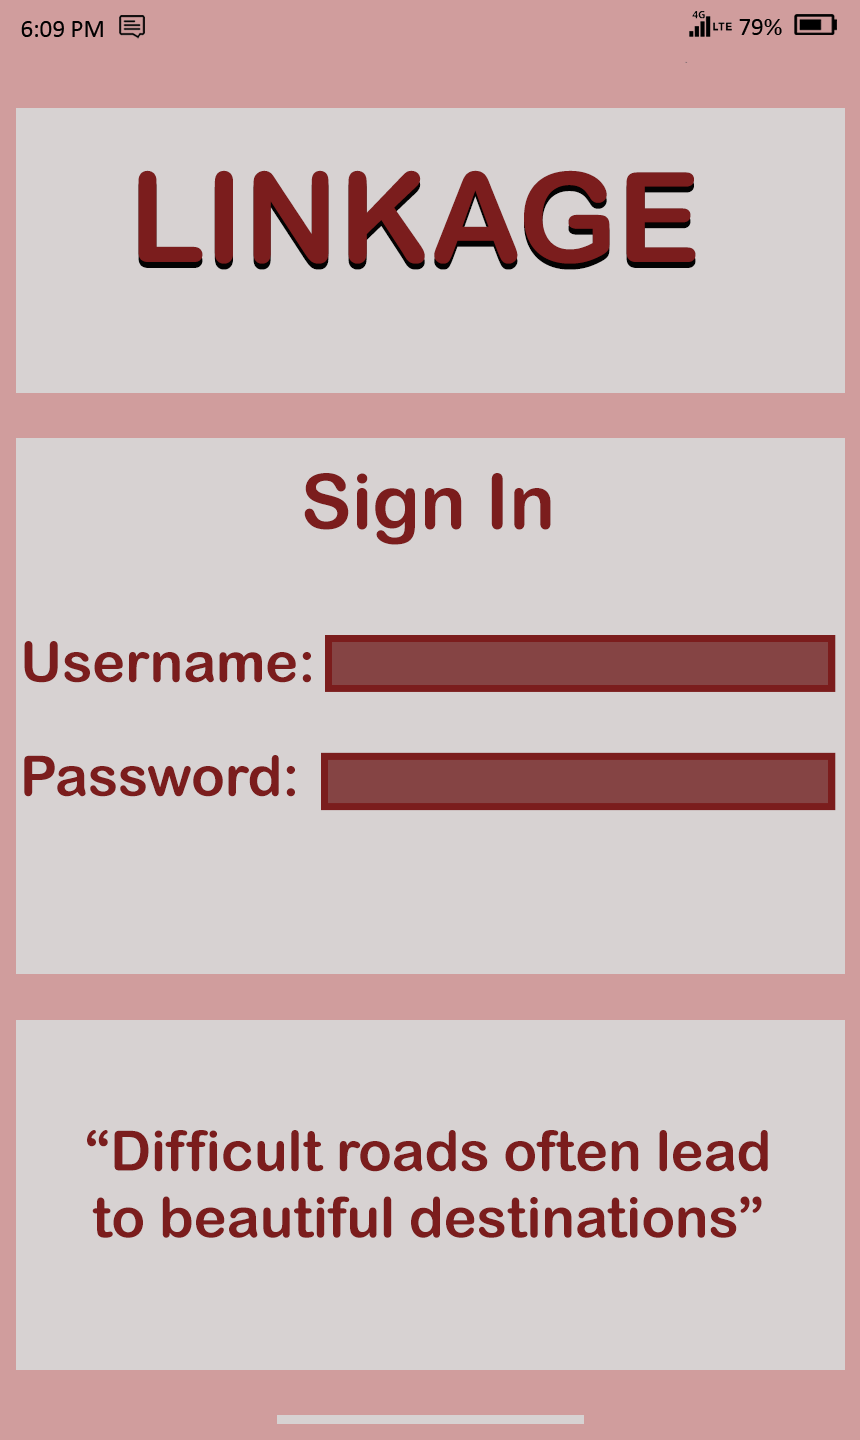 6:09 PM 4G LTE 79%
LINKAGE
Sign In
Username:
Password:
“Difficult roads often lead
to beautiful destinations”